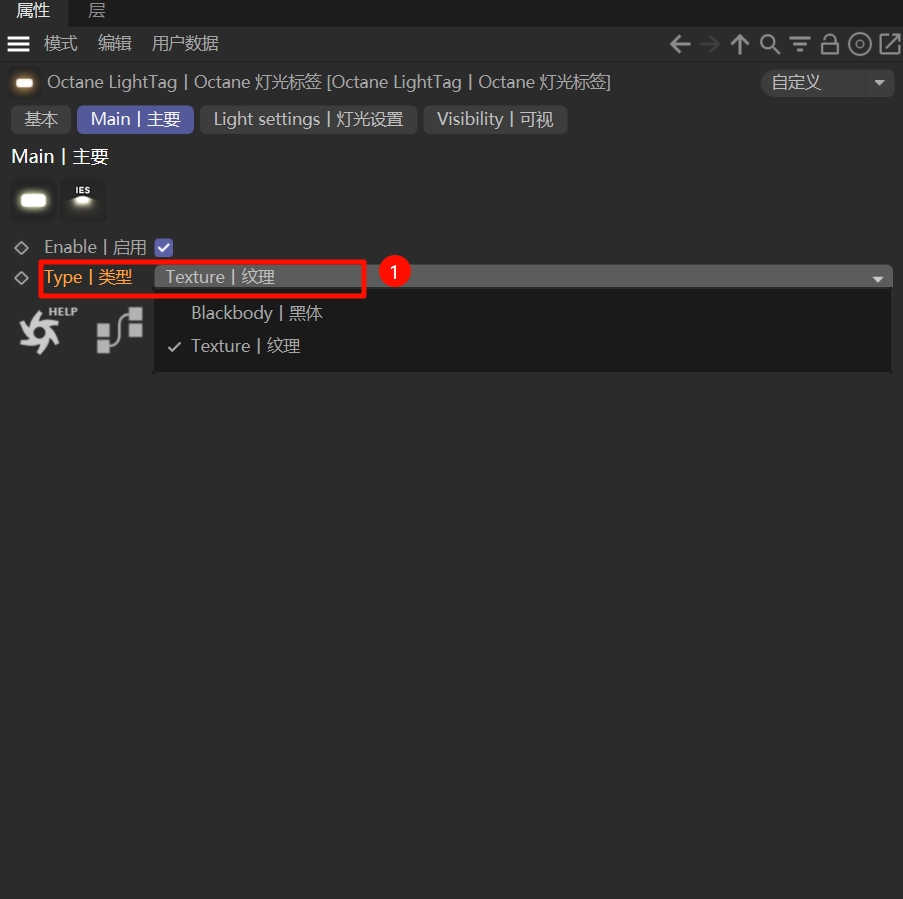 属性 层
模式 编辑 用户数据
Octane LightTag | Octane 灯光标签 [Octane LightTag | Octane 灯光标签] 自定义
基本 Main | 主要 Light settings | 灯光设置 Visibility | 可视
Main | 主要
IES
Enable | 启用
Type | 类型 Texture | 纹理 1
HELP
Blackbody | 黑体
Texture | 纹理